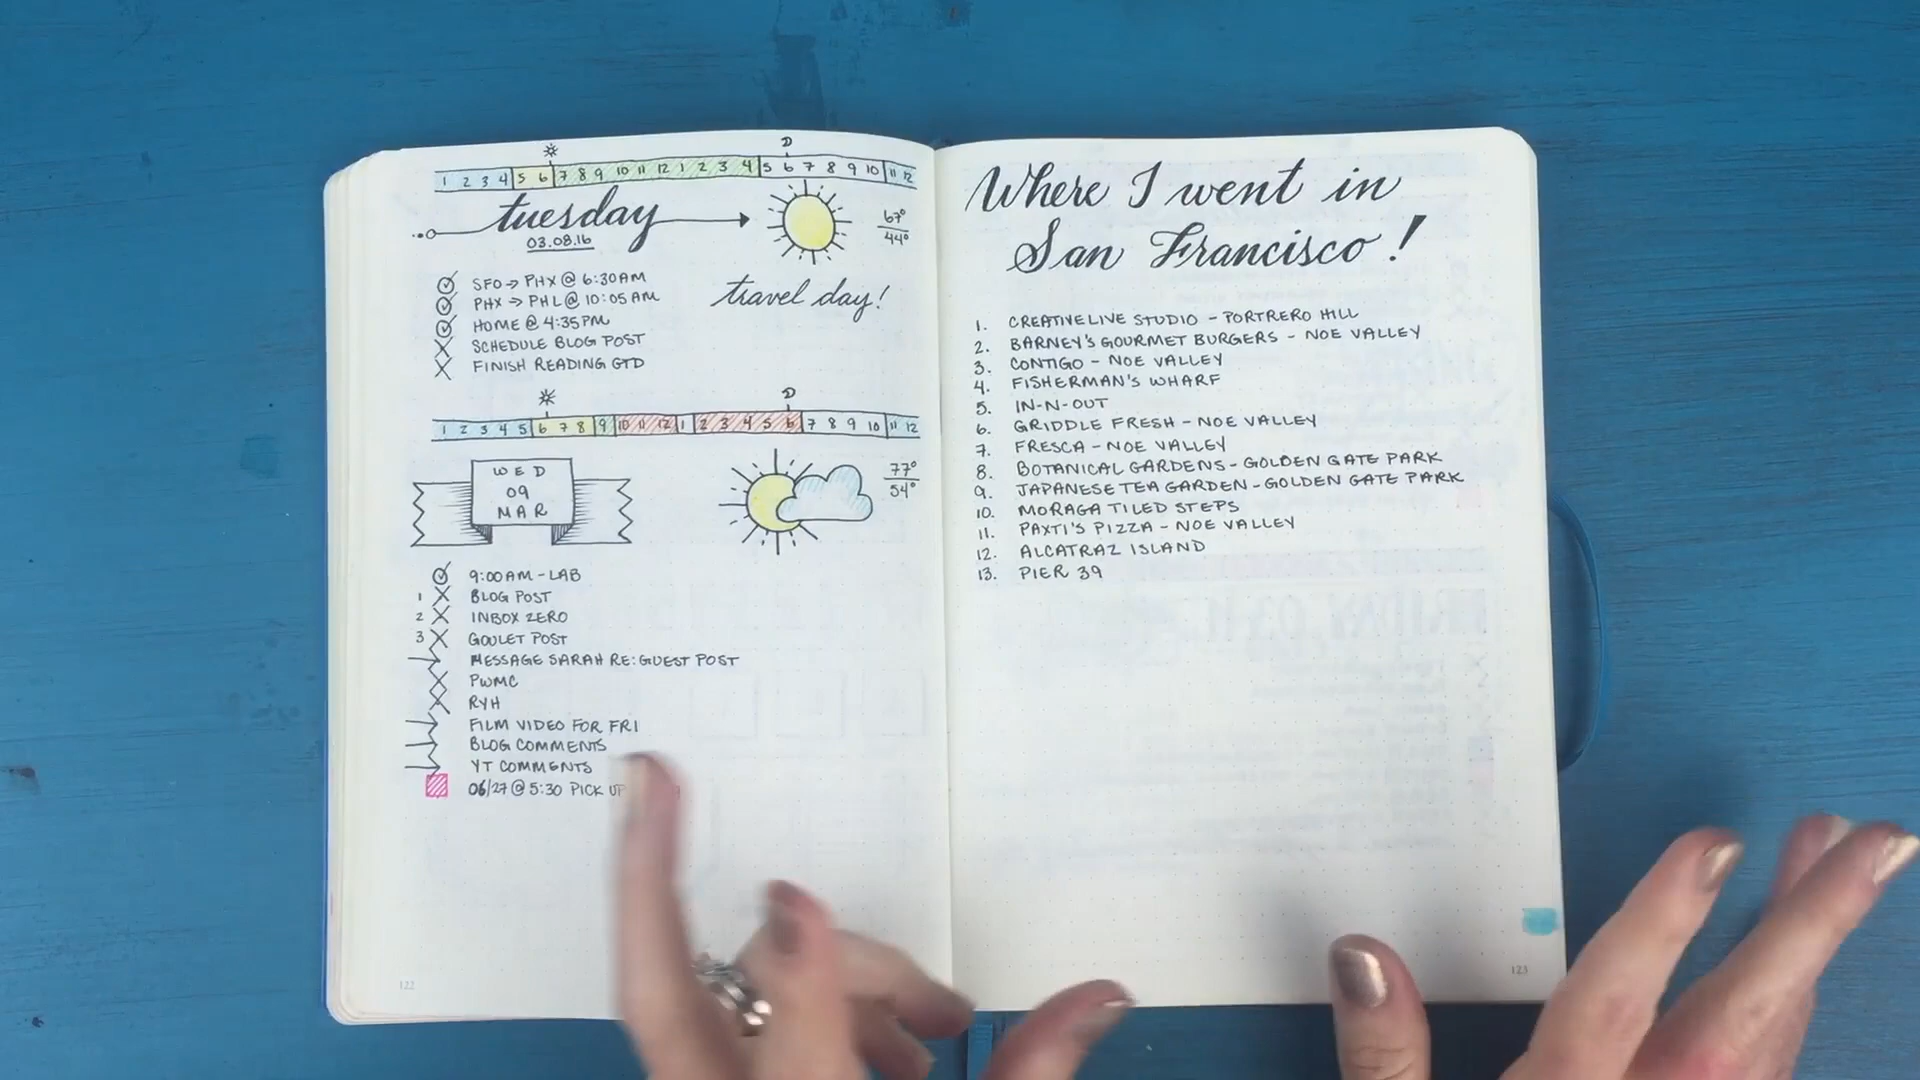 1 2 3 4 5 6 7 8 9 10 11 12 1 2 3 4 5 6 7 8 9 10 11 12
tuesday
03.08.16
67°
44°
SFO → PHX @ 6:30AM
PHX → PHL @ 10:05 AM
HOME @ 4:35PM
SCHEDULE BLOG POST
FINISH READING GTD
travel day!
1 2 3 4 5 6 7 8 9 10 11 12 1 2 3 4 5 6 7 8 9 10 11 12
WED
09
MAR
77°
54°
9:00AM - LAB
1 BLOG POST
2 INBOX ZERO
3 GOULET POST
MESSAGE SARAH RE: GUEST POST
PWMC
RYH
FILM VIDEO FOR FRI
BLOG COMMENTS
YT COMMENTS
06/27 @ 5:30 PICK UP
122
Where I went in
San Francisco!
1. CREATIVELIVE STUDIO - PORTRERO HILL
2. BARNEY'S GOURMET BURGERS - NOE VALLEY
3. CONTIGO - NOE VALLEY
4. FISHERMAN'S WHARF
5. IN-N-OUT
6. GRIDDLE FRESH - NOE VALLEY
7. FRESCA - NOE VALLEY
8. BOTANICAL GARDENS - GOLDEN GATE PARK
9. JAPANESE TEA GARDEN - GOLDEN GATE PARK
10. MORAGA TILED STEPS
11. PAXTI'S PIZZA - NOE VALLEY
12. ALCATRAZ ISLAND
13. PIER 39
123